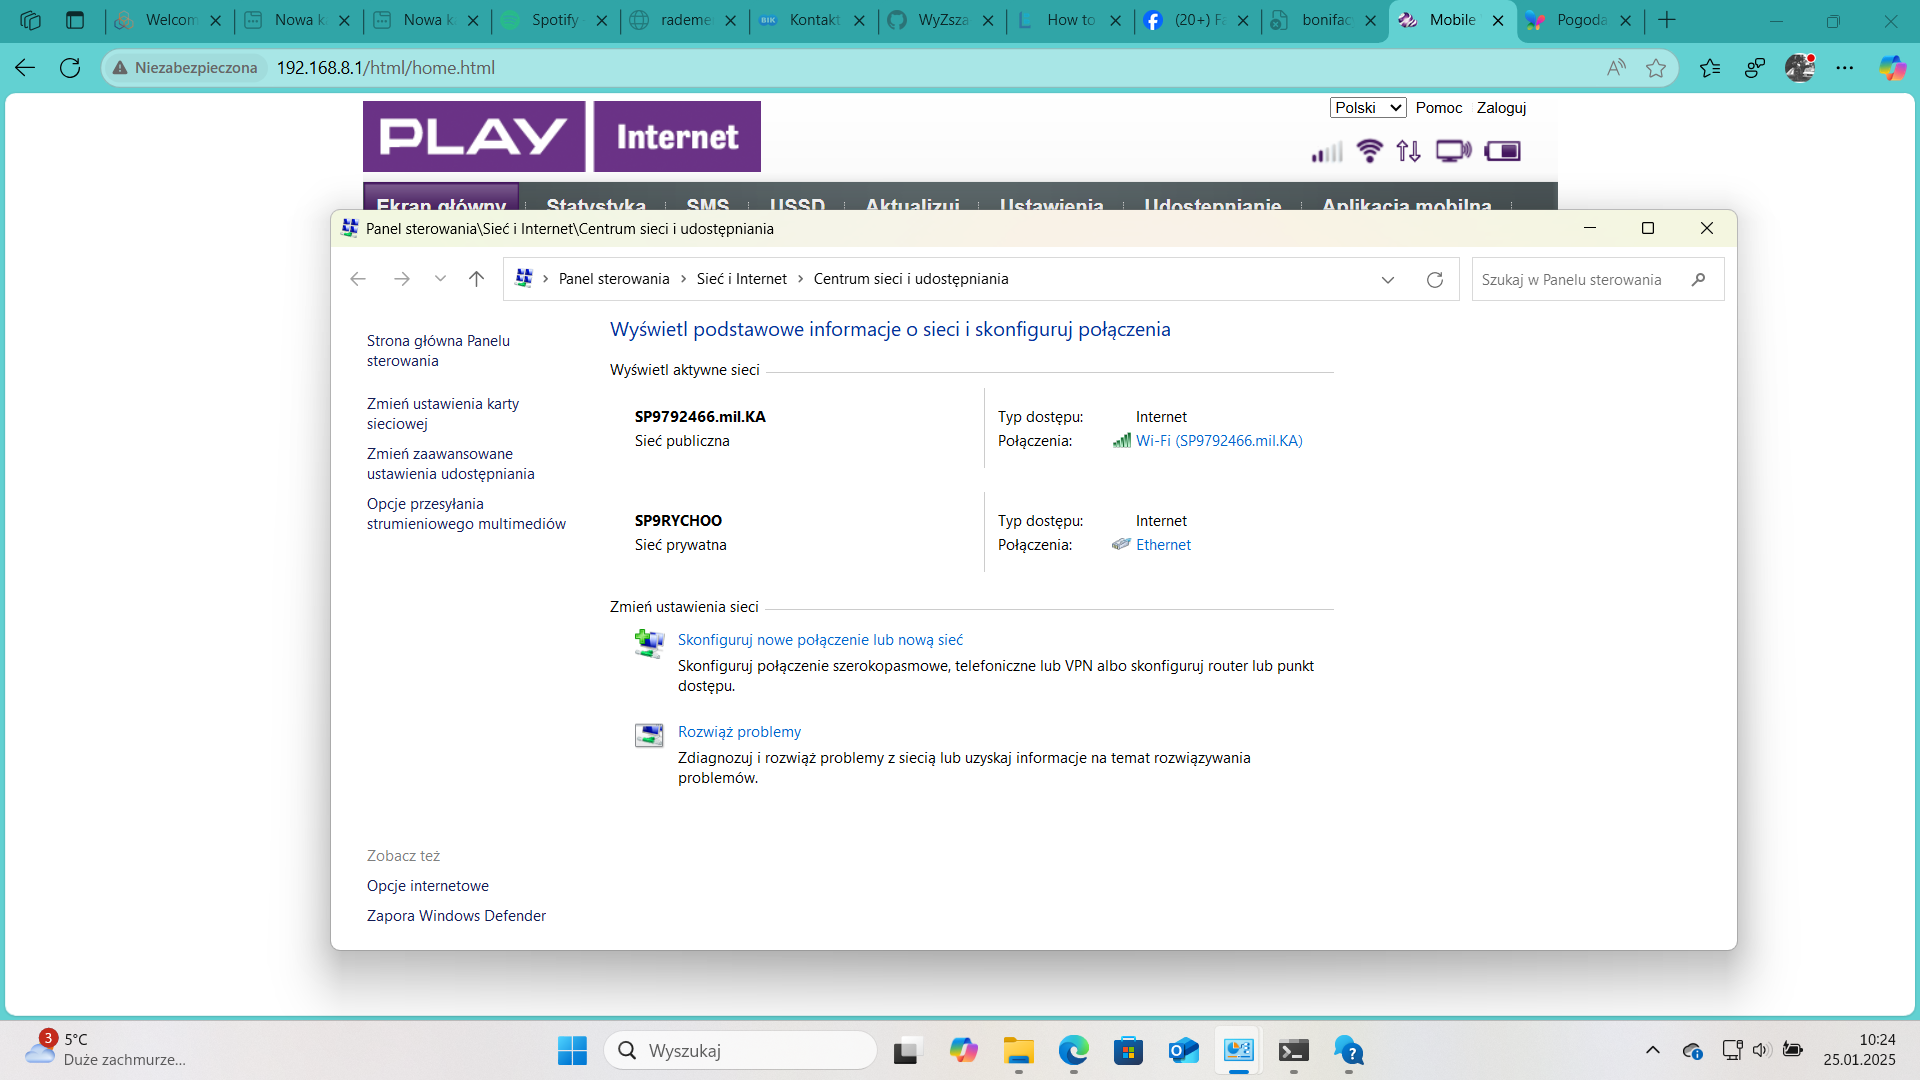 Welcom
Nowa ka
Nowa ka
Spotify
rademe
Kontakt
WyZsza
How to
(20+) Fa
bonifac
Mobile
Pogoda
Niezabezpieczona
192.168.8.1/html/home.html
Polski
Pomoc
Zaloguj
PLAY Internet
Ekran główny
Statystyka
SMS
USSD
Aktualizuj
Ustawienia
Udostępnianie
Aplikacja mobilna
Panel sterowania\Sieć i Internet\Centrum sieci i udostępniania
Panel sterowania
Sieć i Internet
Centrum sieci i udostępniania
Szukaj w Panelu sterowania
Strona główna Panelu
sterowania
Zmień ustawienia karty
sieciowej
Zmień zaawansowane
ustawienia udostępniania
Opcje przesyłania
strumieniowego multimediów
Wyświetl podstawowe informacje o sieci i skonfiguruj połączenia
Wyświetl aktywne sieci
SP9792466.mil.KA
Sieć publiczna
Typ dostępu: Internet
Połączenia: Wi-Fi (SP9792466.mil.KA)
SP9RYCHOO
Sieć prywatna
Typ dostępu: Internet
Połączenia: Ethernet
Zmień ustawienia sieci
Skonfiguruj nowe połączenie lub nową sieć
Skonfiguruj połączenie szerokopasmowe, telefoniczne lub VPN albo skonfiguruj router lub punkt
dostępu.
Rozwiąż problemy
Zdiagnozuj i rozwiąż problemy z siecią lub uzyskaj informacje na temat rozwiązywania
problemów.
Zobacz też
Opcje internetowe
Zapora Windows Defender
3
5°C
Duże zachmurze...
Wyszukaj
10:24
25.01.2025